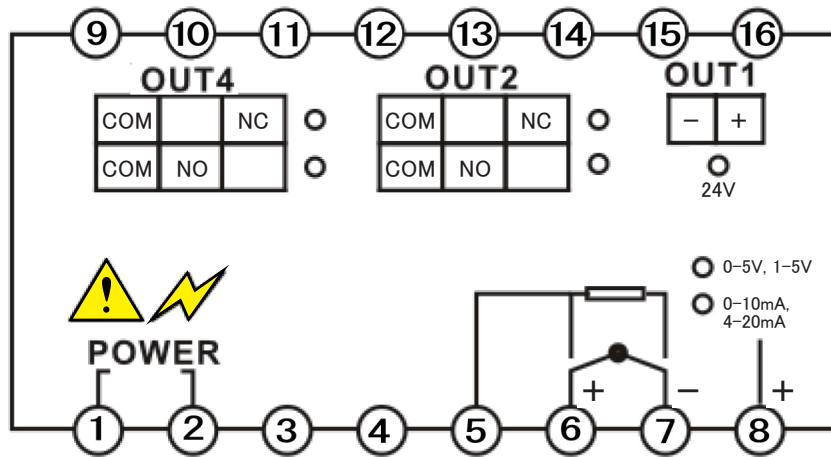 9 10 11 12 13 14 15 16
OUT4 OUT2 OUT1
COM NC COM NC − +
COM NO COM NO
24V
0-5V, 1-5V
0-10mA,
4-20mA
!
POWER
+ − +
1 2 3 4 5 6 7 8